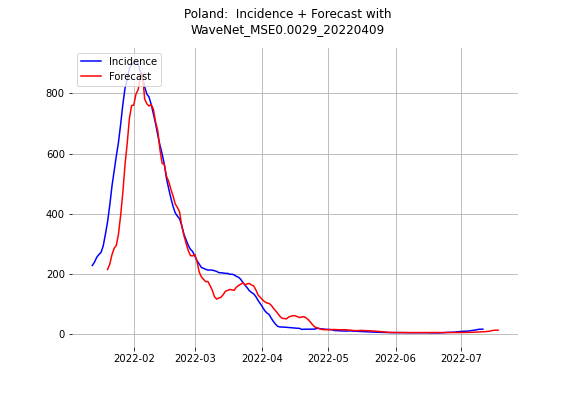 Poland:  Incidence + Forecast with
WaveNet_MSE0.0029_20220409
Incidence
Forecast
800
600
400
200
0
2022-02
2022-03
2022-04
2022-05
2022-06
2022-07